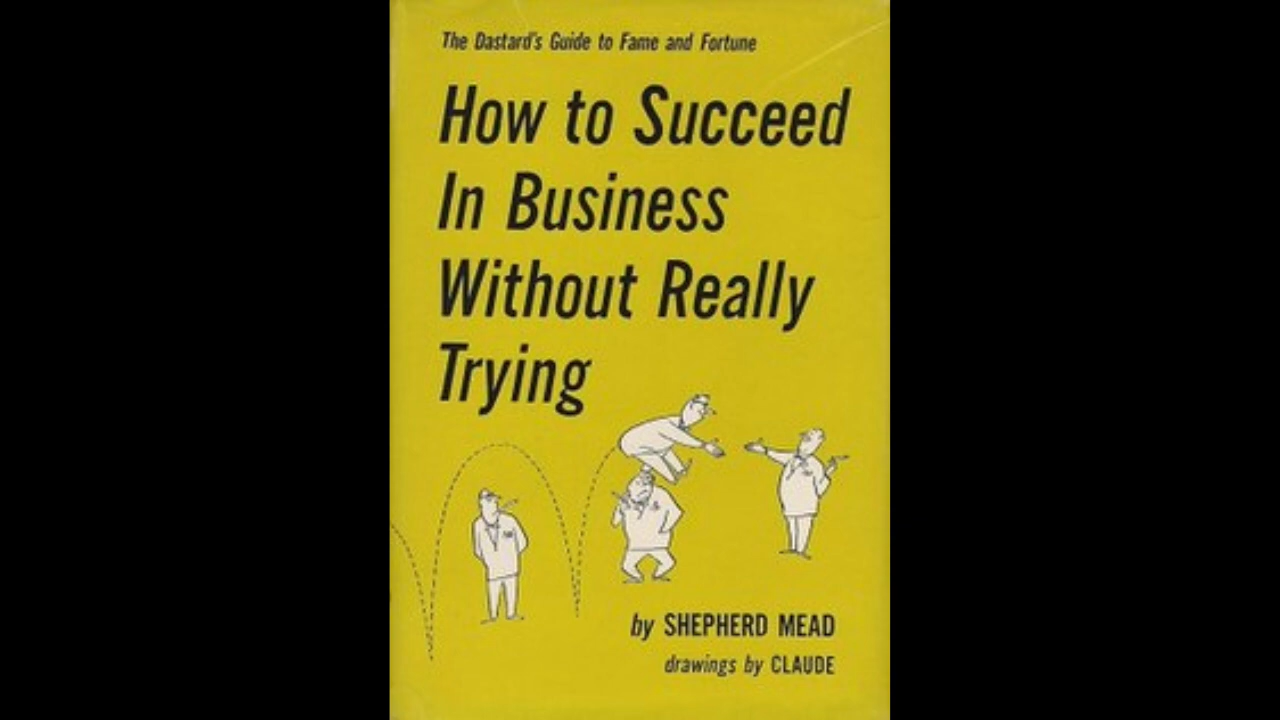 The Dastard's Guide to Fame and Fortune
How to Succeed
In Business
Without Really
Trying
by SHEPHERD MEAD
drawings by CLAUDE